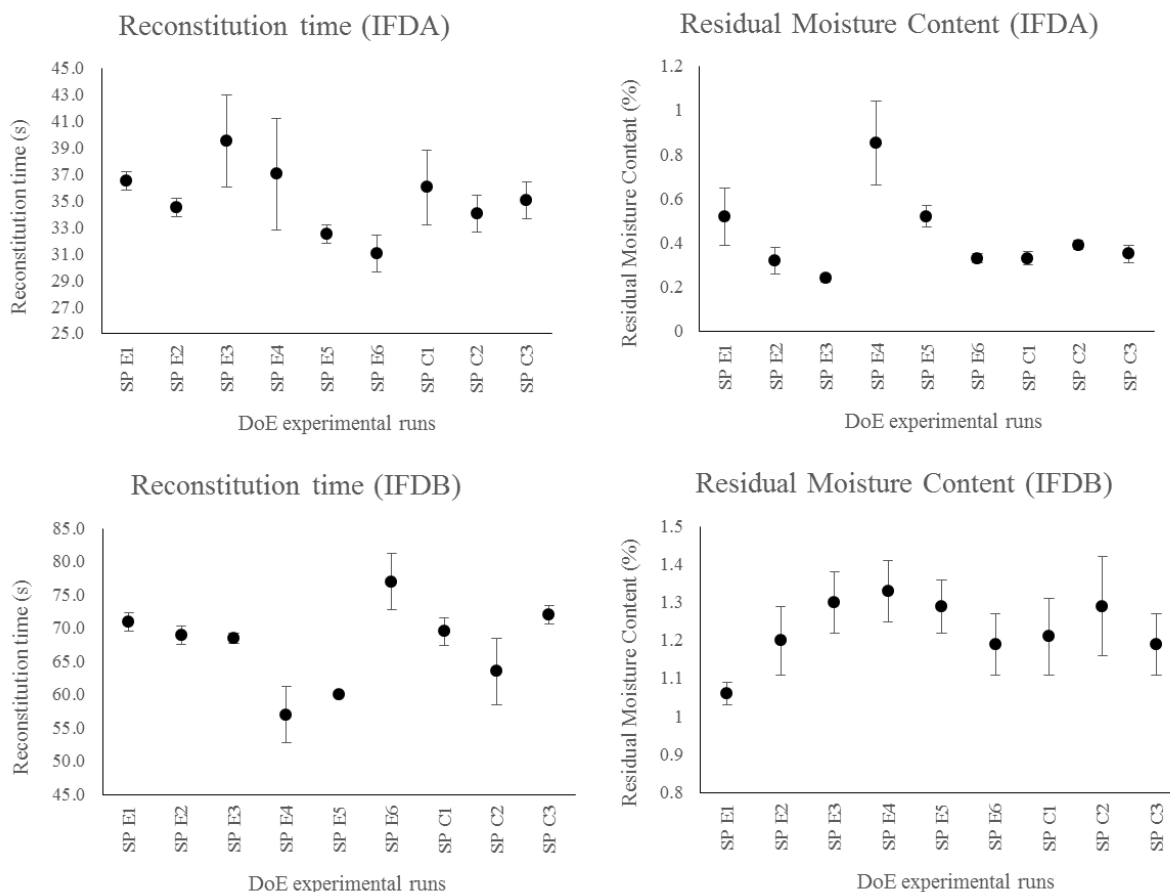 Reconstitution time (IFDA)
Reconstitution time (s)
45.0
43.0
41.0
39.0
37.0
35.0
33.0
31.0
29.0
27.0
25.0
SP E1
SP E2
SP E3
SP E4
SP E5
SP E6
SP C1
SP C2
SP C3
DoE experimental runs
Residual Moisture Content (IFDA)
Residual Moisture Content (%)
1.2
1
0.8
0.6
0.4
0.2
0
SP E1
SP E2
SP E3
SP E4
SP E5
SP E6
SP C1
SP C2
SP C3
DoE experimental runs
Reconstitution time (IFDB)
Reconstitution time (s)
85.0
80.0
75.0
70.0
65.0
60.0
55.0
50.0
45.0
SP E1
SP E2
SP E3
SP E4
SP E5
SP E6
SP C1
SP C2
SP C3
DoE experimental runs
Residual Moisture Content (IFDB)
Residual Moisture Content (%)
1.5
1.4
1.3
1.2
1.1
1
0.9
0.8
SP E1
SP E2
SP E3
SP E4
SP E5
SP E6
SP C1
SP C2
SP C3
DoE experimental runs